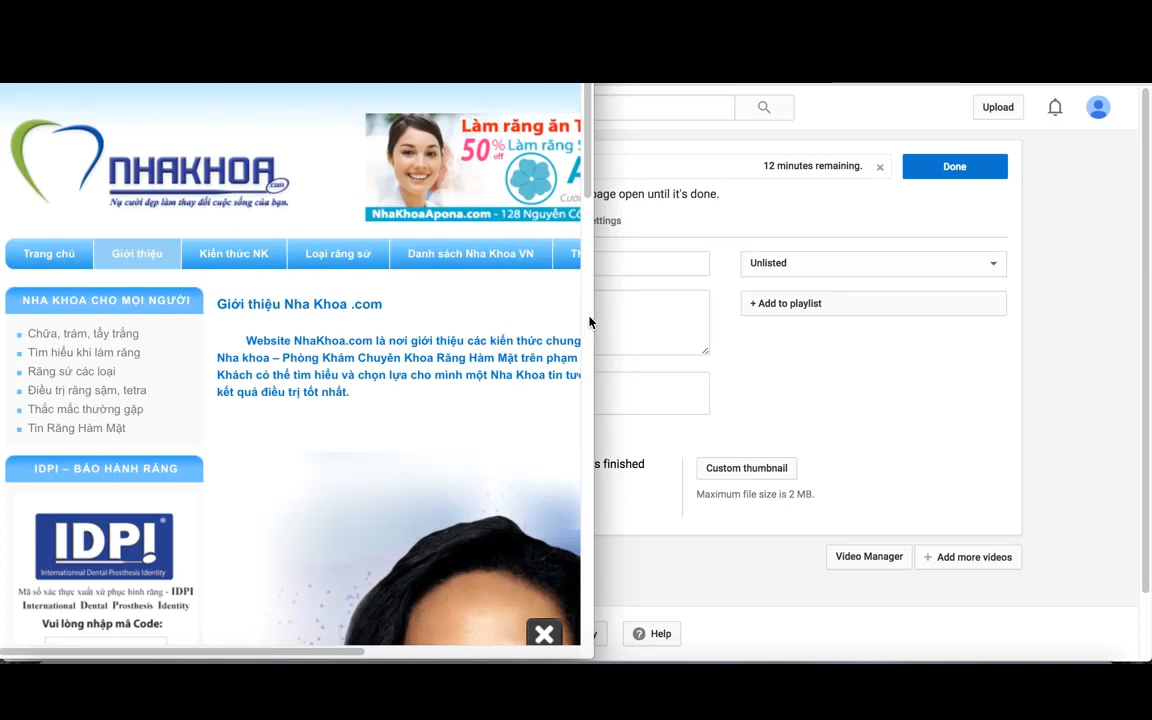 NHAKHOA
.com
Nụ cười đẹp làm thay đổi cuộc sống của bạn.
Làm răng ăn T
50% off Làm răng
NhaKhoaApona.com - 128 Nguyễn
Trang chủ
Giới thiệu
Kiến thức NK
Loại răng sứ
Danh sách Nha Khoa VN
NHA KHOA CHO MỌI NGƯỜI
Chữa, trám, tẩy trắng
Tìm hiểu khi làm răng
Răng sứ các loại
Điều trị răng sậm, tetra
Thắc mắc thường gặp
Tin Răng Hàm Mặt
IDPI – BẢO HÀNH RĂNG
IDPI®
Internationnal Dental Prosthesis Identity
Mã số xác thực xuất xứ phục hình răng - IDPI
International Dental Prosthesis Identity
Vui lòng nhập mã Code:
Giới thiệu Nha Khoa .com
Website NhaKhoa.com là nơi giới thiệu các kiến thức chung
Nha khoa – Phòng Khám Chuyên Khoa Răng Hàm Mặt trên phạm
Khách có thể tìm hiểu và chọn lựa cho mình một Nha Khoa tin tưở
kết quả điều trị tốt nhất.
Upload
12 minutes remaining.
Done
page open until it's done.
ettings
Unlisted
+ Add to playlist
s finished
Custom thumbnail
Maximum file size is 2 MB.
Video Manager
+ Add more videos
y
Help